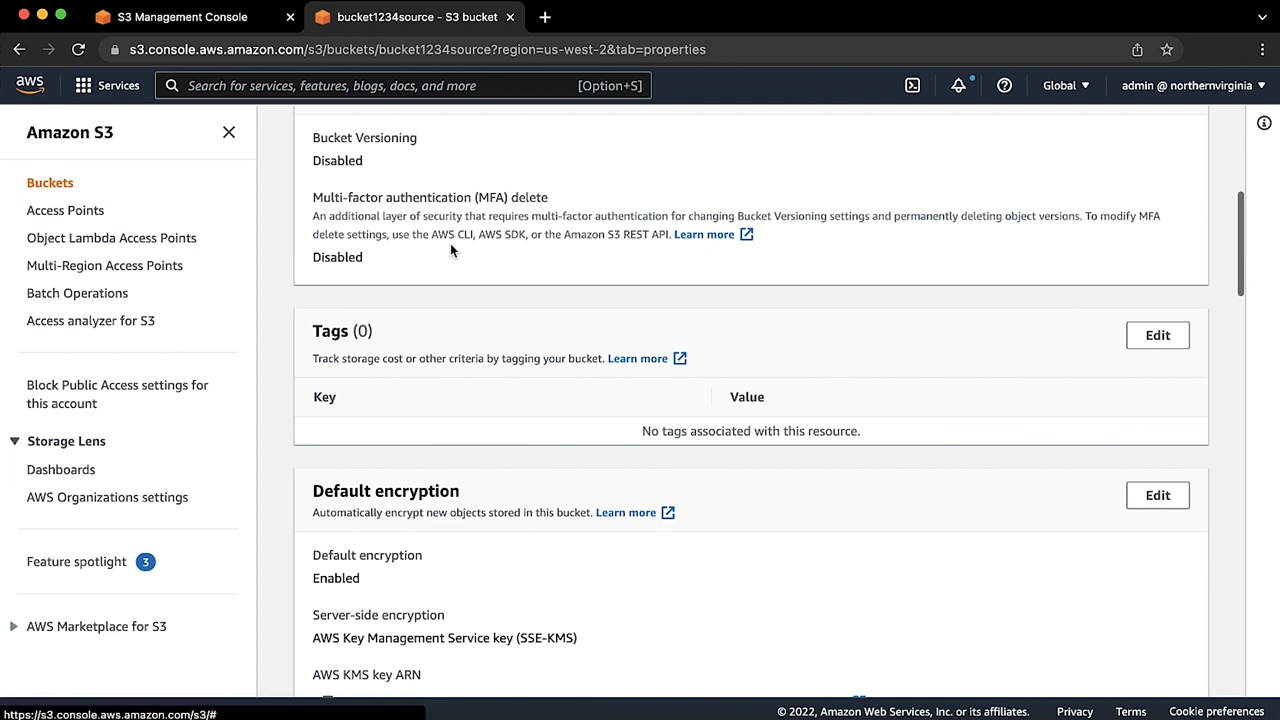 S3 Management Console
bucket1234source - S3 bucket
s3.console.aws.amazon.com/s3/buckets/bucket1234source?region=us-west-2&tab=properties
aws
Services
Search for services, features, blogs, docs, and more
[Option+S]
Global
admin @ northernvirginia
Amazon S3
Buckets
Access Points
Object Lambda Access Points
Multi-Region Access Points
Batch Operations
Access analyzer for S3
Block Public Access settings for
this account
Storage Lens
Dashboards
AWS Organizations settings
Feature spotlight 3
AWS Marketplace for S3
Bucket Versioning
Disabled
Multi-factor authentication (MFA) delete
An additional layer of security that requires multi-factor authentication for changing Bucket Versioning settings and permanently deleting object versions. To modify MFA
delete settings, use the AWS CLI, AWS SDK, or the Amazon S3 REST API. Learn more
Disabled
Tags (0)
Edit
Track storage cost or other criteria by tagging your bucket. Learn more
Key
Value
No tags associated with this resource.
Default encryption
Edit
Automatically encrypt new objects stored in this bucket. Learn more
Default encryption
Enabled
Server-side encryption
AWS Key Management Service key (SSE-KMS)
AWS KMS key ARN
https://s3.console.aws.amazon.com/s3/#
© 2022, Amazon Web Services, Inc. or its affiliates.
Privacy
Terms
Cookie preferences